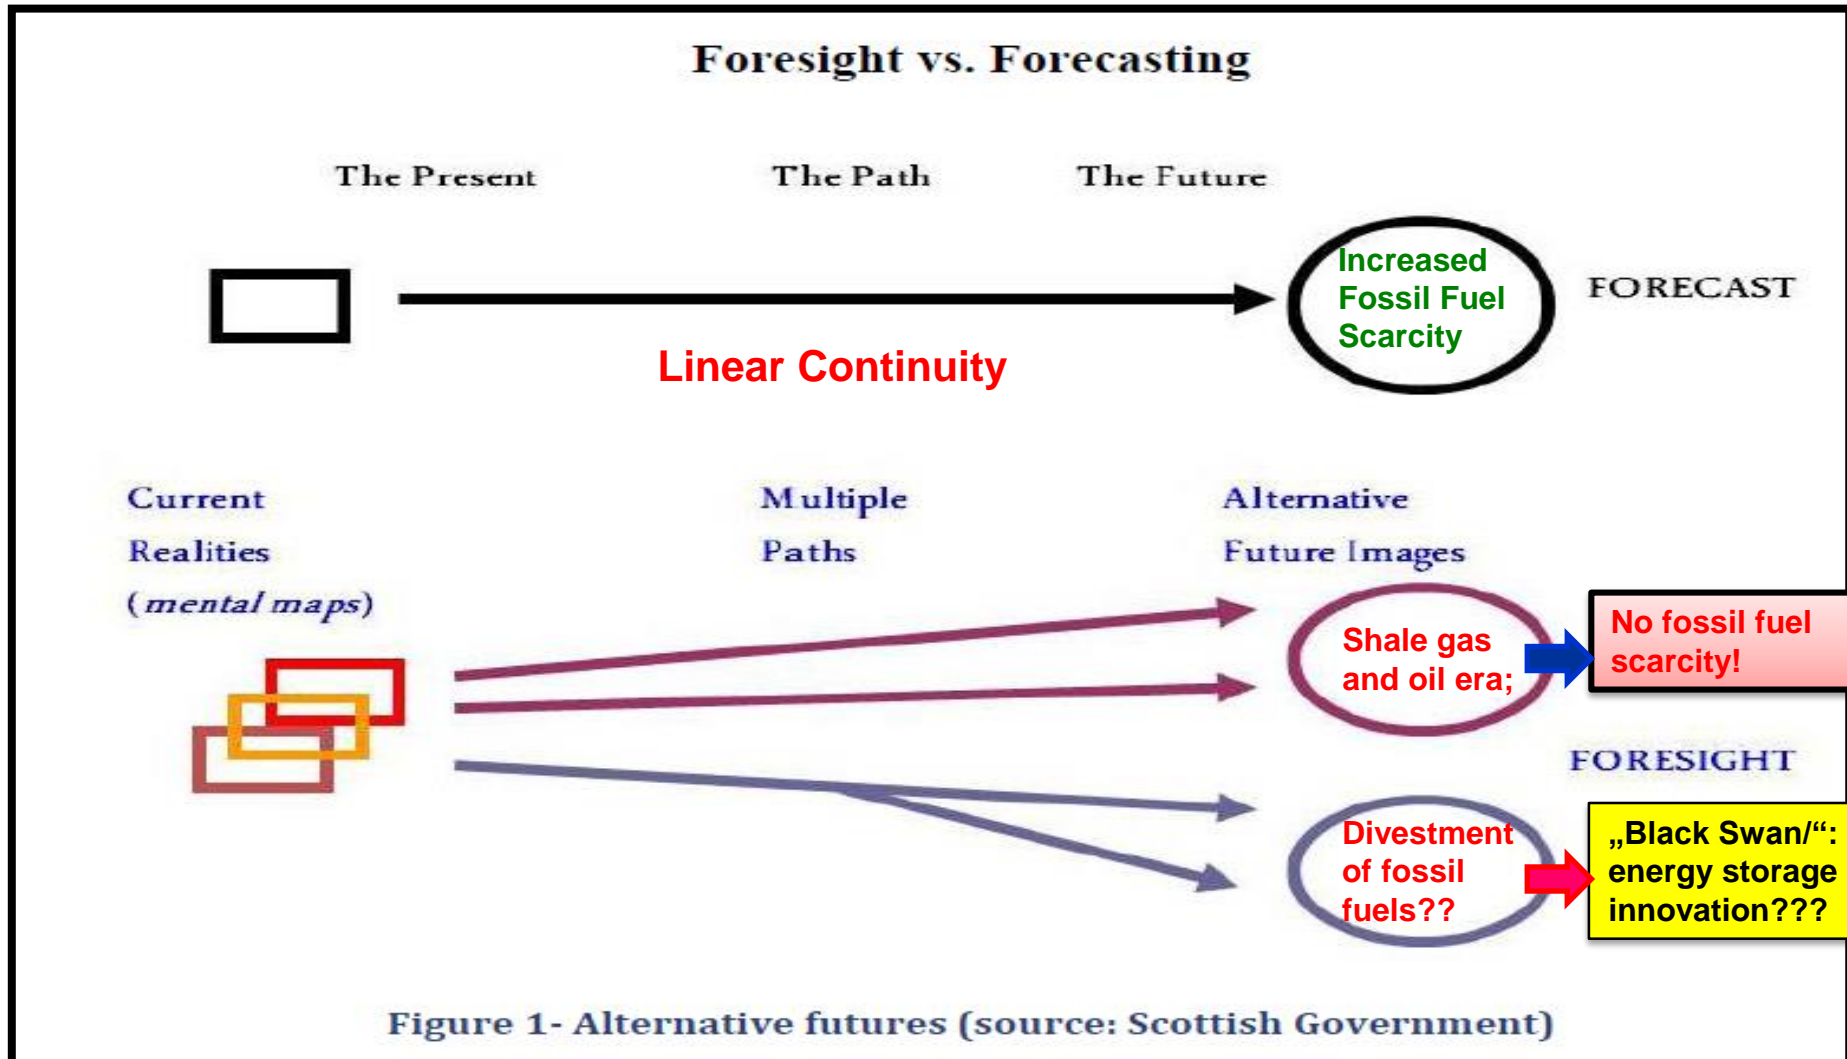 Foresight vs. Forecasting
The Present The Path The Future
Increased
Fossil Fuel
Scarcity
FORECAST
Linear Continuity
Current
Realities
(mental maps)
Multiple
Paths
Alternative
Future Images
Shale gas
and oil era;
No fossil fuel
scarcity!
FORESIGHT
Divestment
of fossil
fuels??
„Black Swan/“:
energy storage
innovation???
Figure 1- Alternative futures (source: Scottish Government)